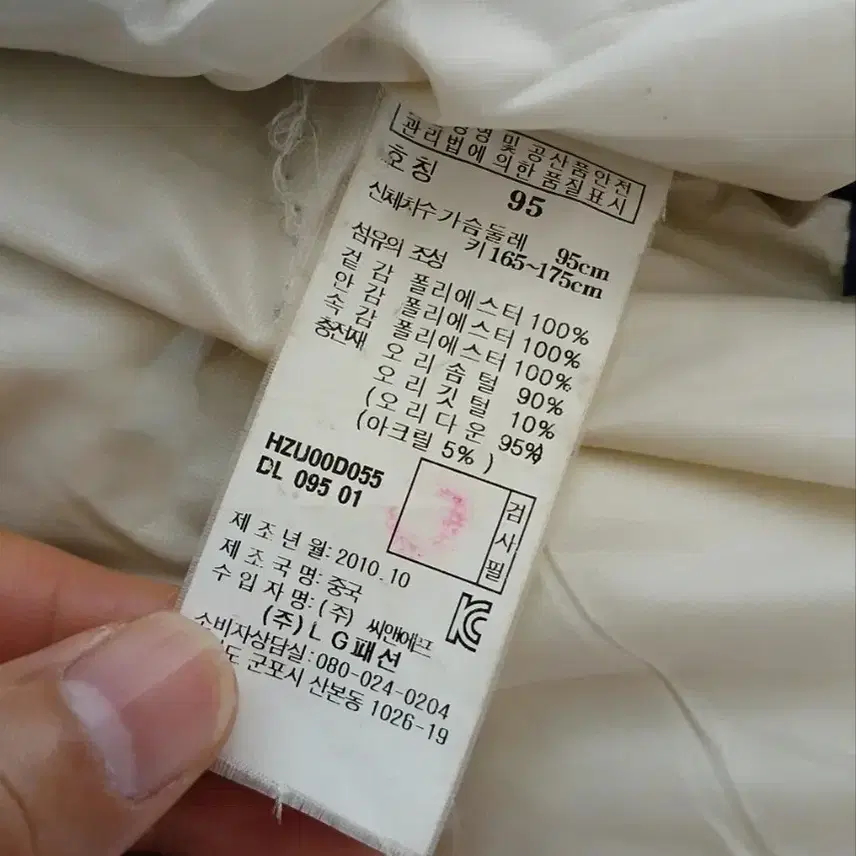 관리법에 의한 품질표시
호칭 95
신체치수 가슴둘레 95cm
키 165~175cm
섬유의 조성
겉감 폴리에스터 100%
안감 폴리에스터 100%
속감 폴리에스터 100%
충전재 오리솜털 90%
오리깃털 10%
(오리다운 95%
(아크릴 5%)
HZU00D055
DL 095 01
검사필
제조년월: 2010.10
제조국명: 중국
수입자명: (주) 씨앤에프
(주) LG패션
소비자상담실: 080-024-0204
군포시 산본동 1026-19